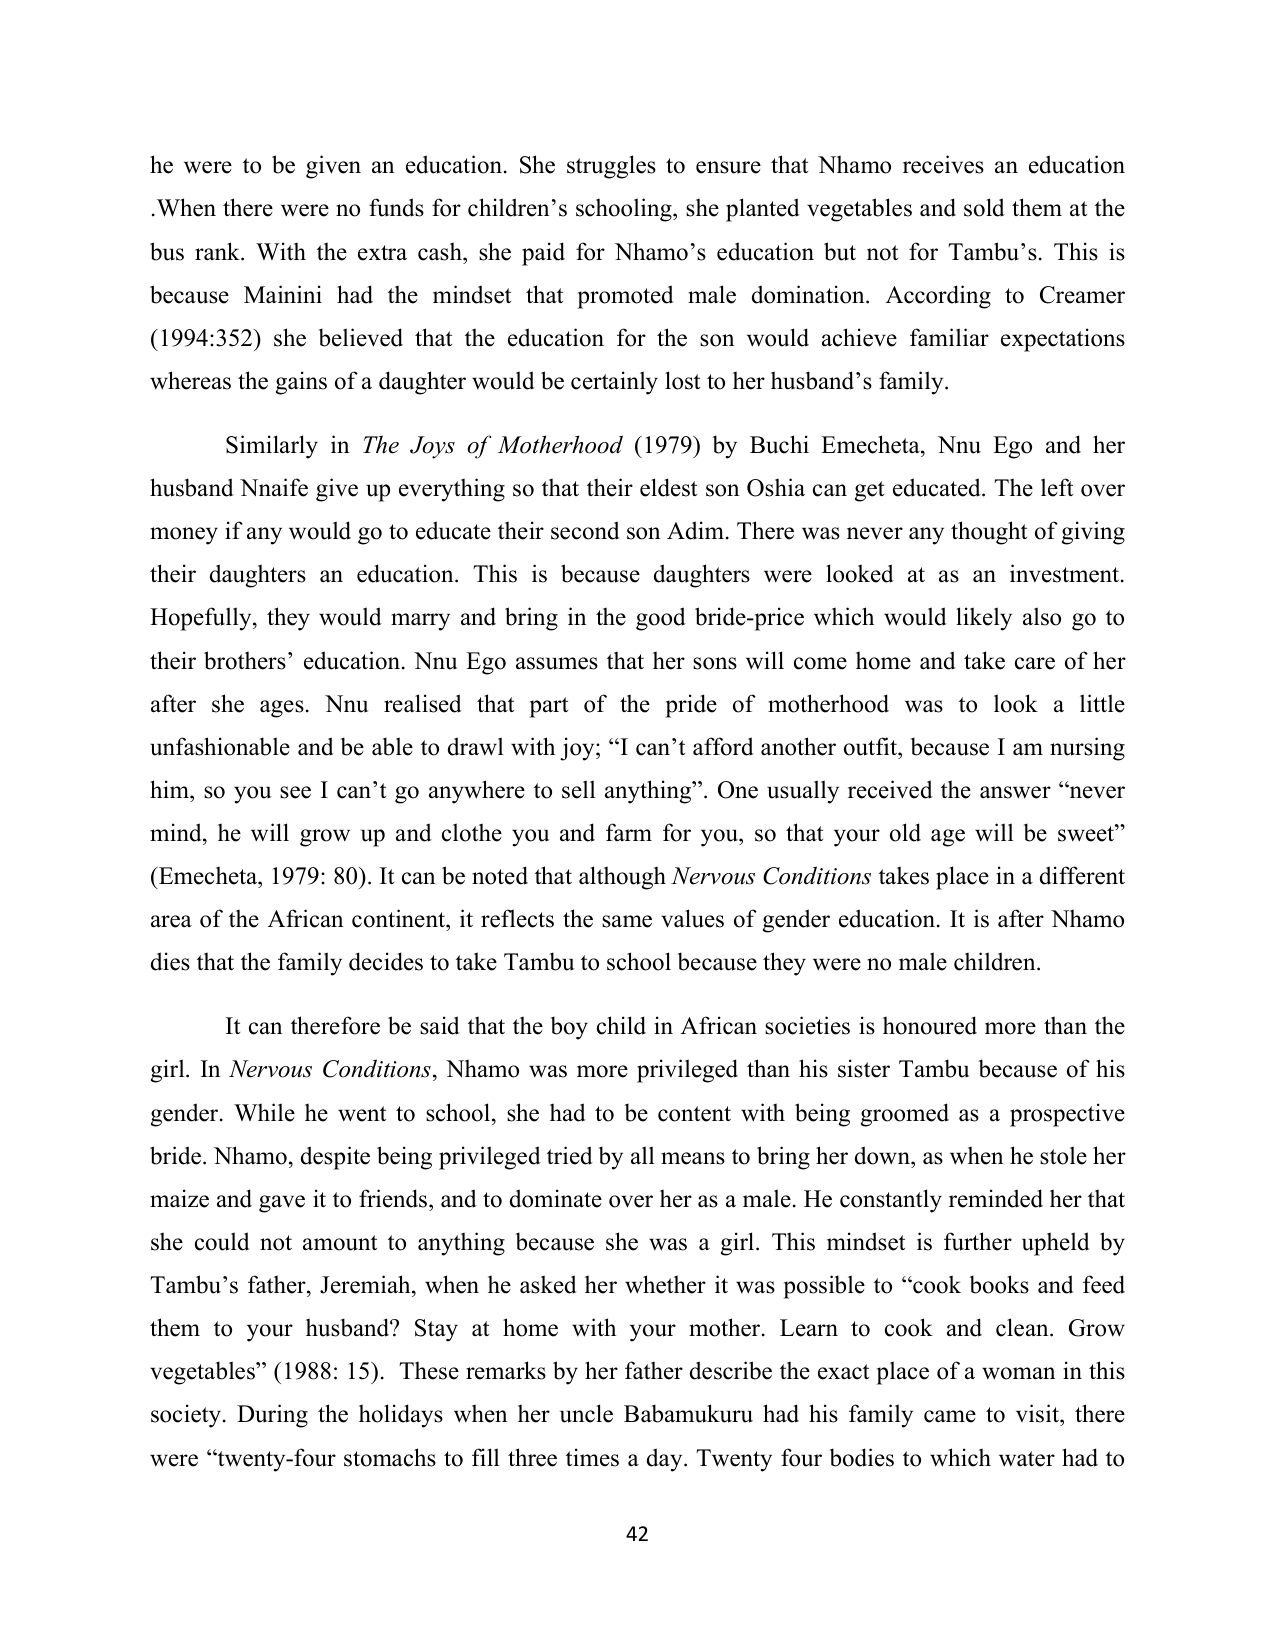 he were to be given an education. She struggles to ensure that Nhamo receives an education
.When there were no funds for children’s schooling, she planted vegetables and sold them at the
bus rank. With the extra cash, she paid for Nhamo’s education but not for Tambu’s. This is
because Mainini had the mindset that promoted male domination. According to Creamer
(1994:352) she believed that the education for the son would achieve familiar expectations
whereas the gains of a daughter would be certainly lost to her husband’s family.
Similarly in The Joys of Motherhood (1979) by Buchi Emecheta, Nnu Ego and her
husband Nnaife give up everything so that their eldest son Oshia can get educated. The left over
money if any would go to educate their second son Adim. There was never any thought of giving
their daughters an education. This is because daughters were looked at as an investment.
Hopefully, they would marry and bring in the good bride-price which would likely also go to
their brothers’ education. Nnu Ego assumes that her sons will come home and take care of her
after she ages. Nnu realised that part of the pride of motherhood was to look a little
unfashionable and be able to drawl with joy; “I can’t afford another outfit, because I am nursing
him, so you see I can’t go anywhere to sell anything”. One usually received the answer “never
mind, he will grow up and clothe you and farm for you, so that your old age will be sweet”
(Emecheta, 1979: 80). It can be noted that although Nervous Conditions takes place in a different
area of the African continent, it reflects the same values of gender education. It is after Nhamo
dies that the family decides to take Tambu to school because they were no male children.
It can therefore be said that the boy child in African societies is honoured more than the
girl. In Nervous Conditions, Nhamo was more privileged than his sister Tambu because of his
gender. While he went to school, she had to be content with being groomed as a prospective
bride. Nhamo, despite being privileged tried by all means to bring her down, as when he stole her
maize and gave it to friends, and to dominate over her as a male. He constantly reminded her that
she could not amount to anything because she was a girl. This mindset is further upheld by
Tambu’s father, Jeremiah, when he asked her whether it was possible to “cook books and feed
them to your husband? Stay at home with your mother. Learn to cook and clean. Grow
vegetables” (1988: 15).  These remarks by her father describe the exact place of a woman in this
society. During the holidays when her uncle Babamukuru had his family came to visit, there
were “twenty-four stomachs to fill three times a day. Twenty four bodies to which water had to
42